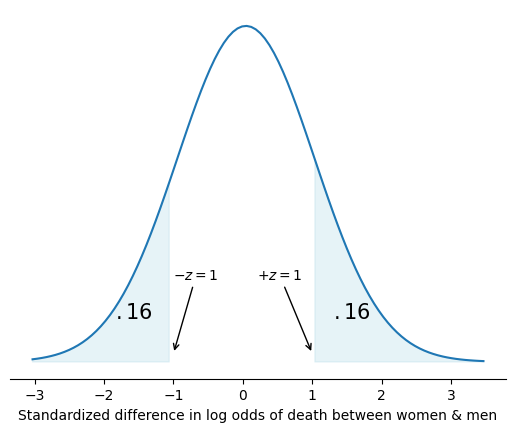 −z = 1
+z = 1
.16
.16
−3 −2 −1 0 1 2 3
Standardized difference in log odds of death between women & men